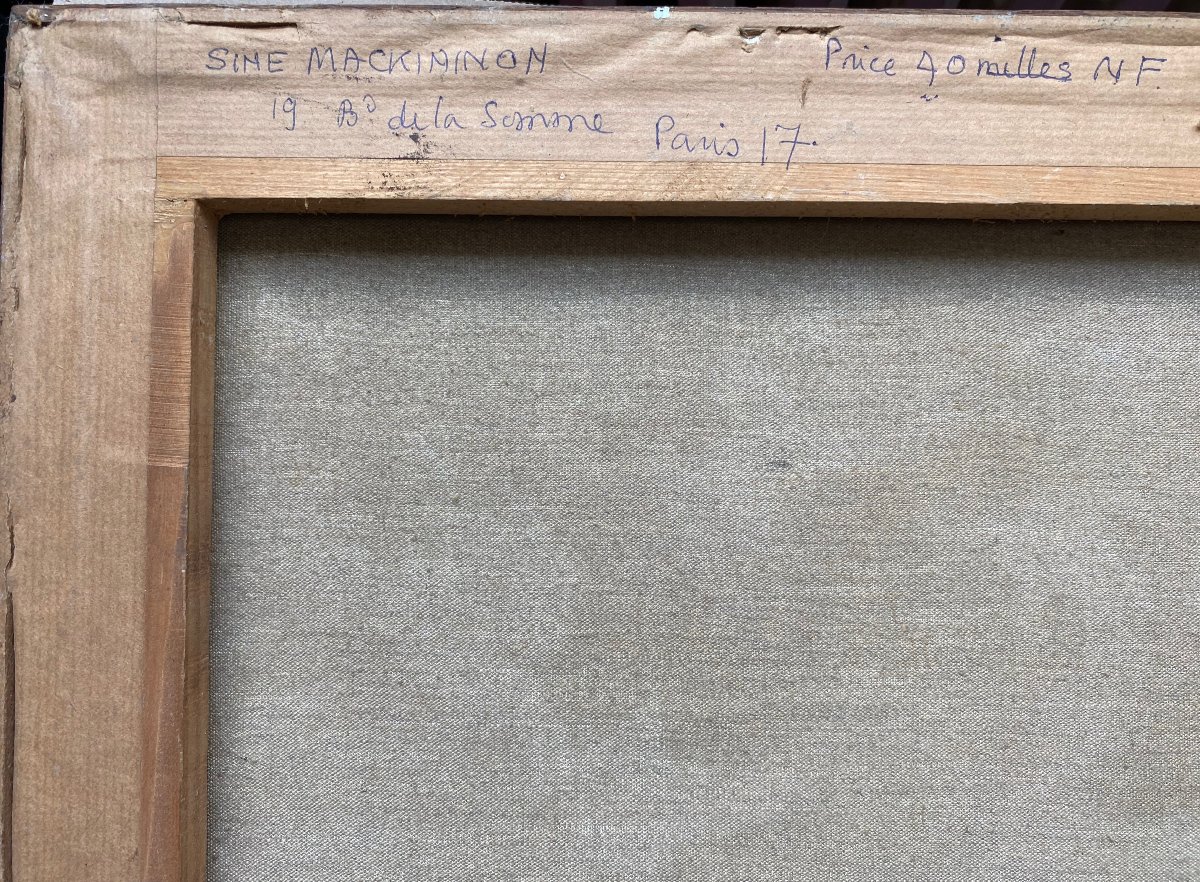 SINE MACKINNON Price 40 milles NF.
19 Bd de la Somme Paris 17.